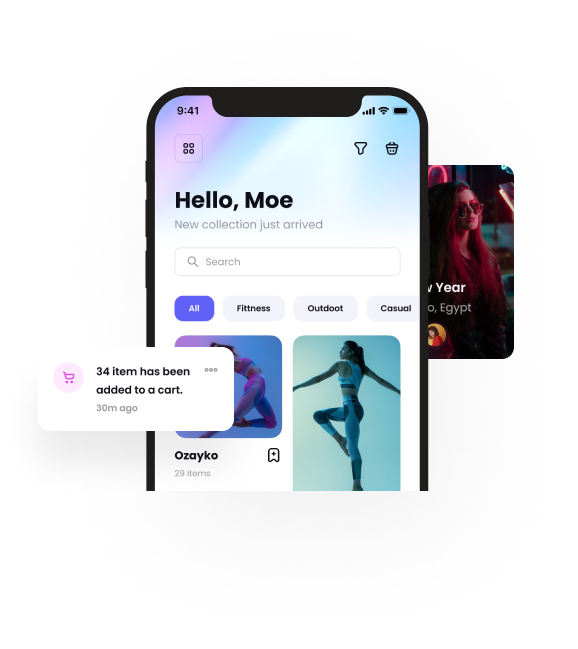 9:41
Hello, Moe
New collection just arrived
Search
All
Fittness
Outdoot
Casual
34 item has been
added to a cart.
30m ago
Ozayko
29 items
Year
Egypt